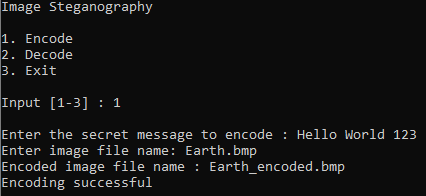 Image Steganography
1. Encode
2. Decode
3. Exit
Input [1-3] : 1
Enter the secret message to encode : Hello World 123
Enter image file name: Earth.bmp
Encoded image file name : Earth_encoded.bmp
Encoding successful